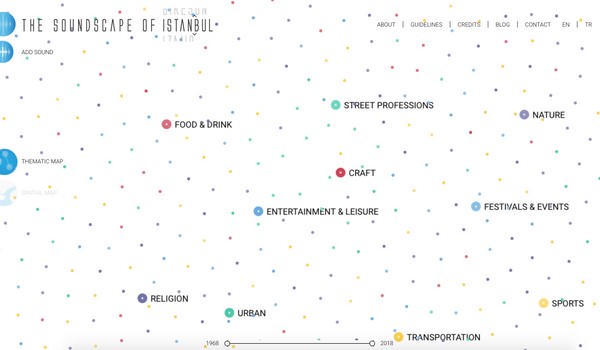 THE SOUNDSCAPE OF ISTANBUL
ABOUT | GUIDELINES | CREDITS | BLOG | CONTACT EN | TR
ADD SOUND
STREET PROFESSIONS
NATURE
FOOD & DRINK
THEMATIC MAP
CRAFT
SPATIAL MAP
ENTERTAINMENT & LEISURE
FESTIVALS & EVENTS
RELIGION
URBAN
SPORTS
TRANSPORTATION
1968 2018